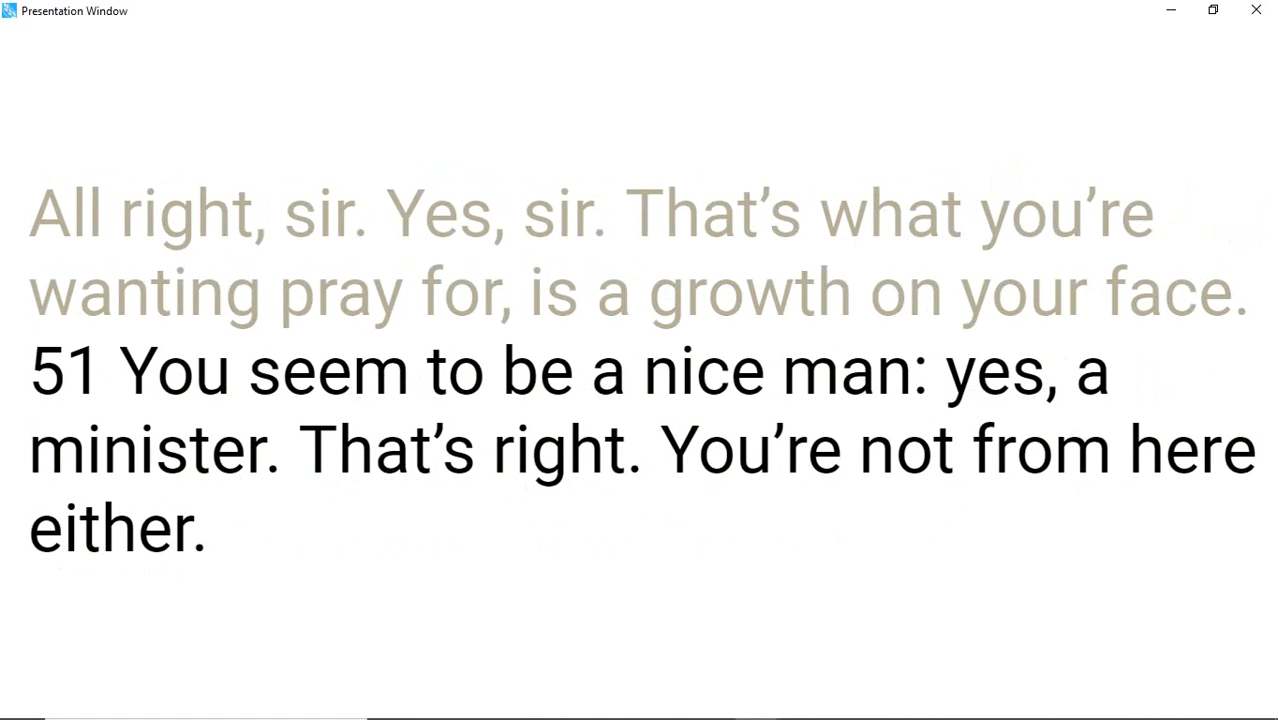 Presentation Window
All right, sir. Yes, sir. That’s what you’re
wanting pray for, is a growth on your face.
51 You seem to be a nice man: yes, a
minister. That’s right. You’re not from here
either.